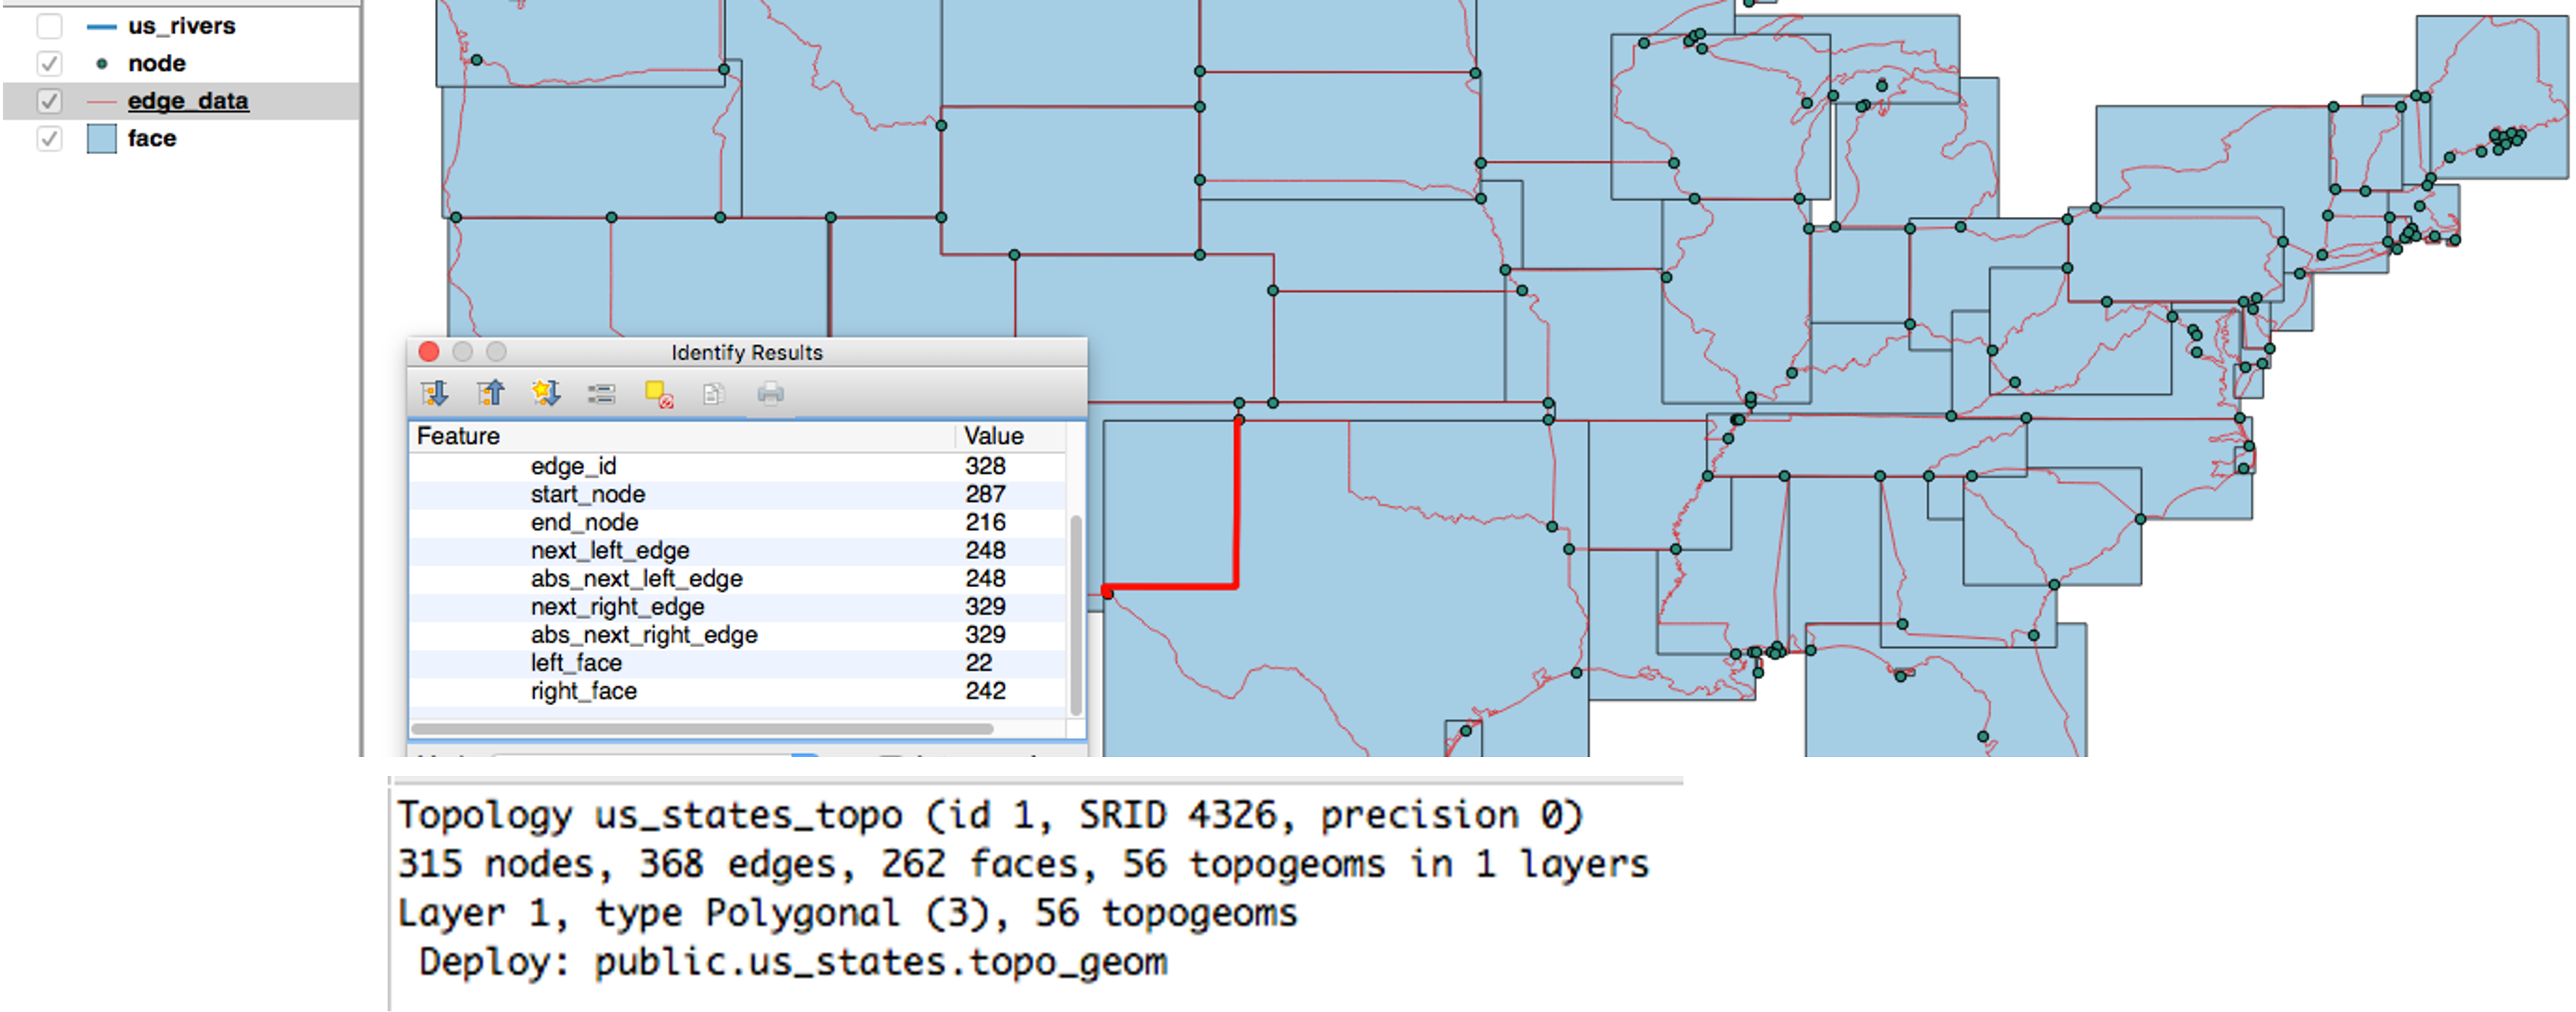 us_rivers
node
edge_data
face
Identify Results
Feature Value
edge_id 328
start_node 287
end_node 216
next_left_edge 248
abs_next_left_edge 248
next_right_edge 329
abs_next_right_edge 329
left_face 22
right_face 242
Topology us_states_topo (id 1, SRID 4326, precision 0)
315 nodes, 368 edges, 262 faces, 56 topogeoms in 1 layers
Layer 1, type Polygonal (3), 56 topogeoms
Deploy: public.us_states.topo_geom